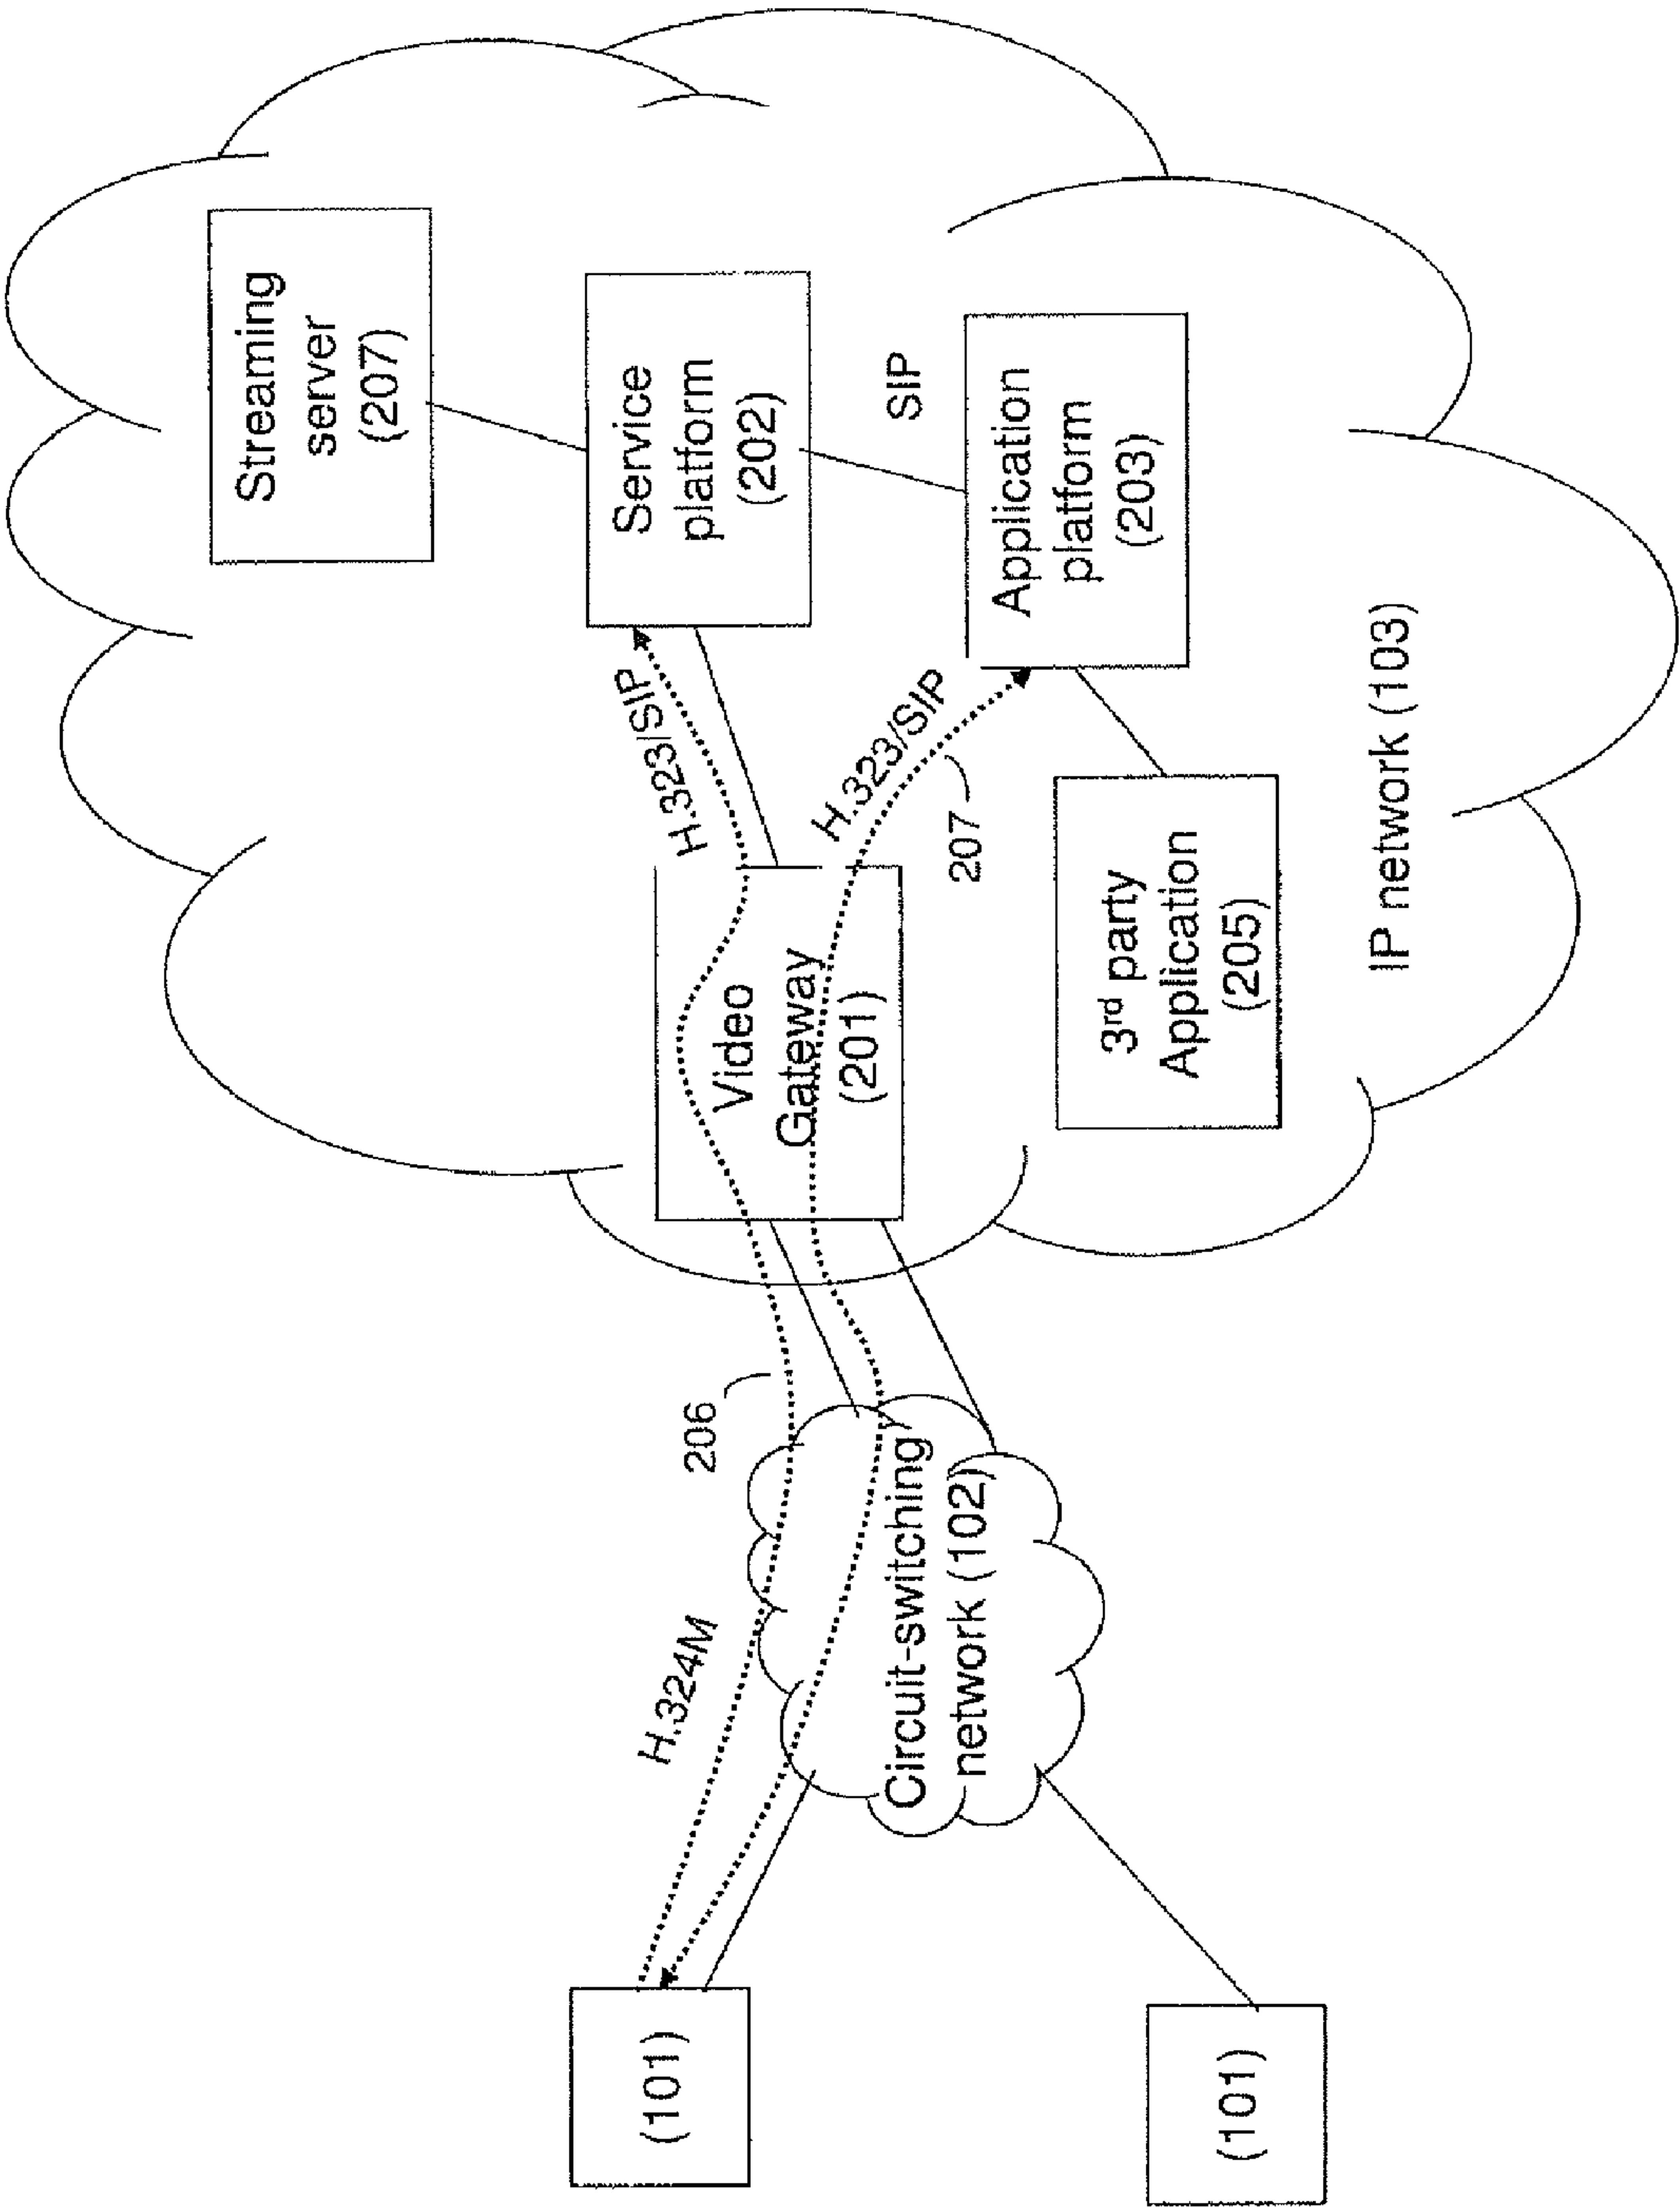 Streaming
server
(207)
Service
platform
(202)
SIP
Application
platform
(203)
H.323/SIP
H.323/SIP
207
Video
Gateway
(201)
3rd party
Application
(205)
IP network (103)
206
H.324M
Circuit-switching
network (102)
(101)
(101)